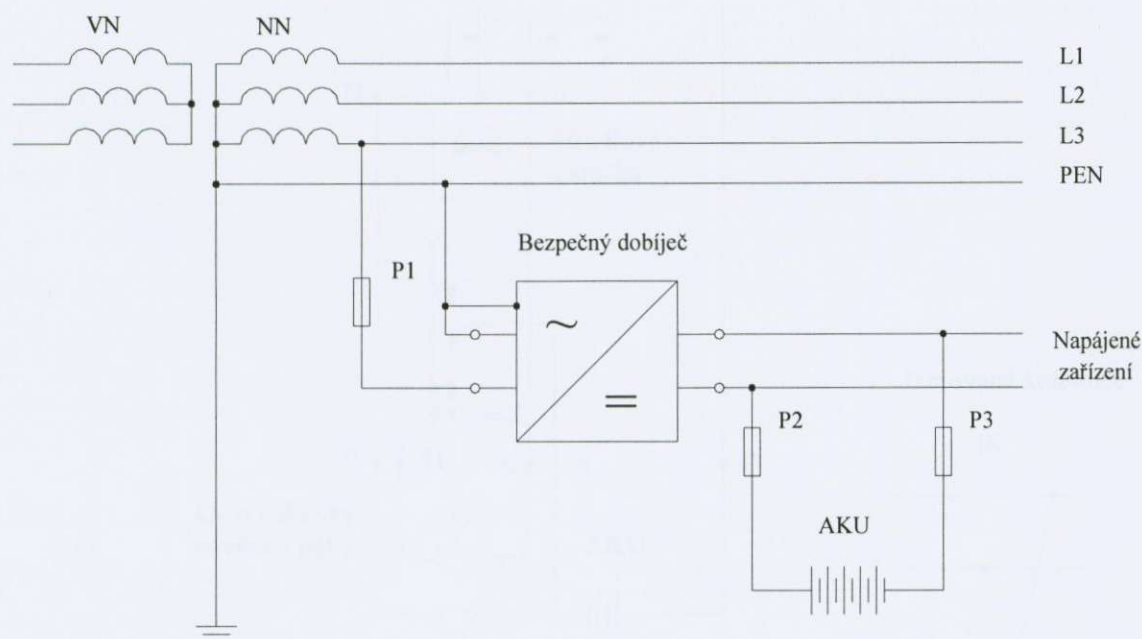 VN
NN
L1
L2
L3
PEN
Bezpečný dobíječ
P1
~
=
Napájené
zařízení
P2
P3
AKU